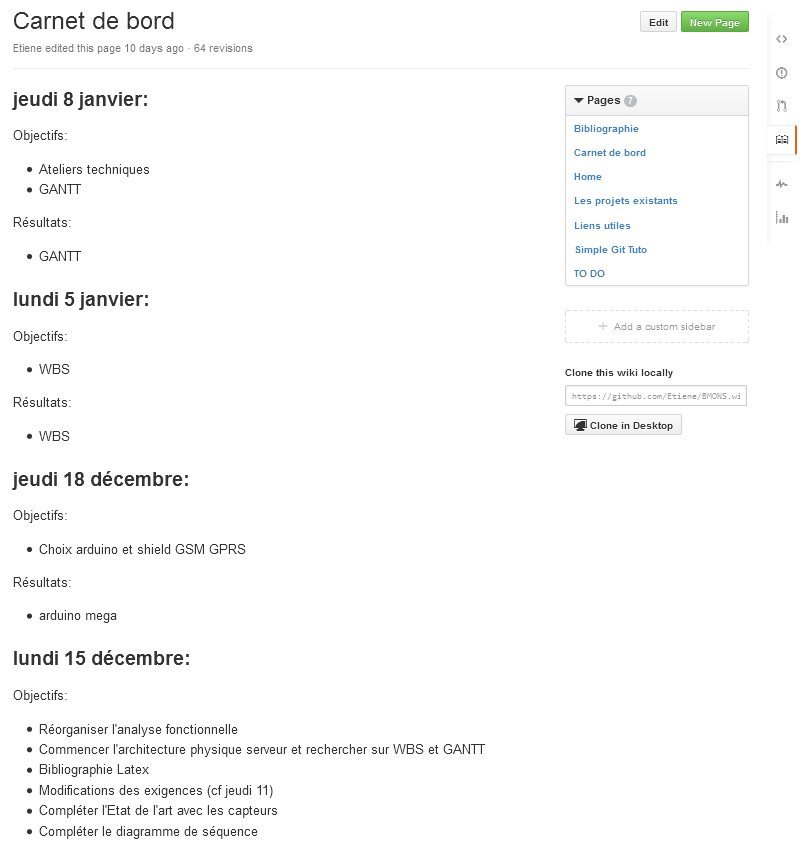 Carnet de bord
Edit
New Page
Etiene edited this page 10 days ago · 64 revisions
jeudi 8 janvier:
Objectifs:
Ateliers techniques
GANTT
Résultats:
GANTT
lundi 5 janvier:
Objectifs:
WBS
Résultats:
WBS
jeudi 18 décembre:
Objectifs:
Choix arduino et shield GSM GPRS
Résultats:
arduino mega
lundi 15 décembre:
Objectifs:
Réorganiser l'analyse fonctionnelle
Commencer l'architecture physique serveur et rechercher sur WBS et GANTT
Bibliographie Latex
Modifications des exigences (cf jeudi 11)
Compléter l'Etat de l'art avec les capteurs
Compléter le diagramme de séquence
Pages 7
Bibliographie
Carnet de bord
Home
Les projets existants
Liens utiles
Simple Git Tuto
TO DO
+ Add a custom sidebar
Clone this wiki locally
https://github.com/Etiene/BMONS.wi
Clone in Desktop